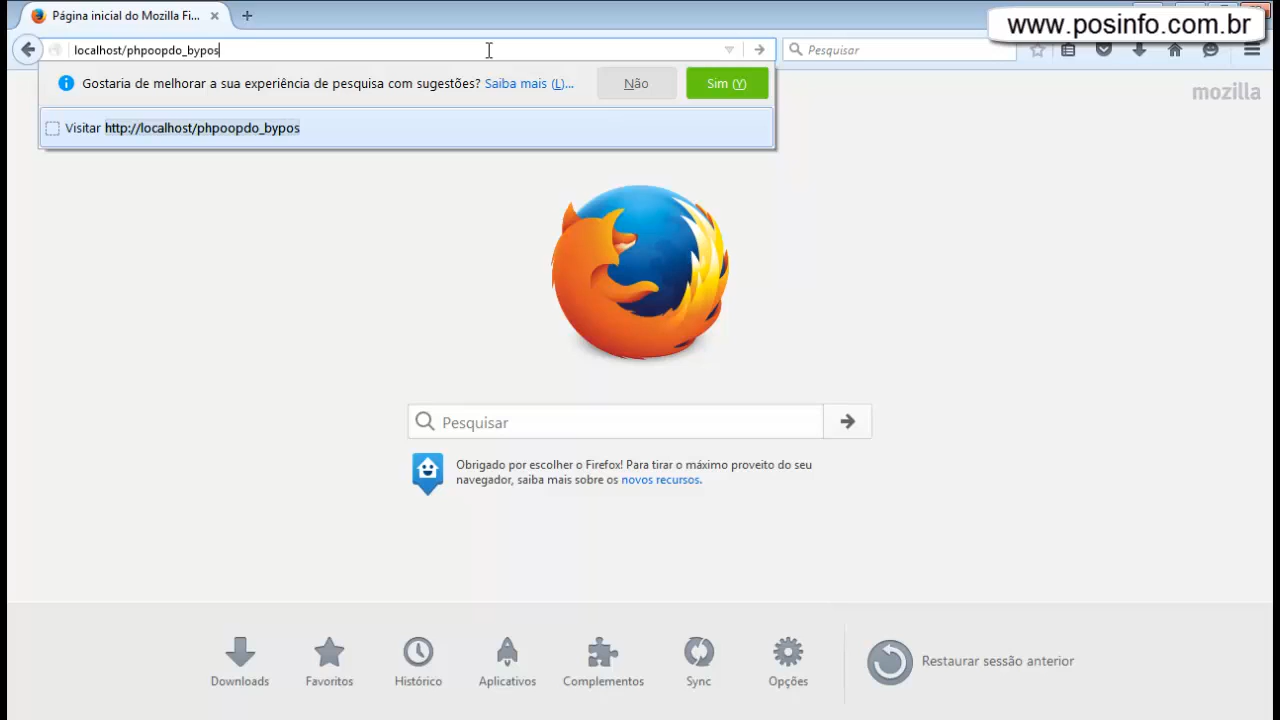 Página inicial do Mozilla Fi...
www.posinfo.com.br
localhost/phpoopdo_bypos
Pesquisar
Gostaria de melhorar a sua experiência de pesquisa com sugestões? Saiba mais (L)... Não Sim (Y)
Visitar http://localhost/phpoopdo_bypos
mozilla
Pesquisar
Obrigado por escolher o Firefox! Para tirar o máximo proveito do seu
navegador, saiba mais sobre os novos recursos.
Downloads Favoritos Histórico Aplicativos Complementos Sync Opções Restaurar sessão anterior